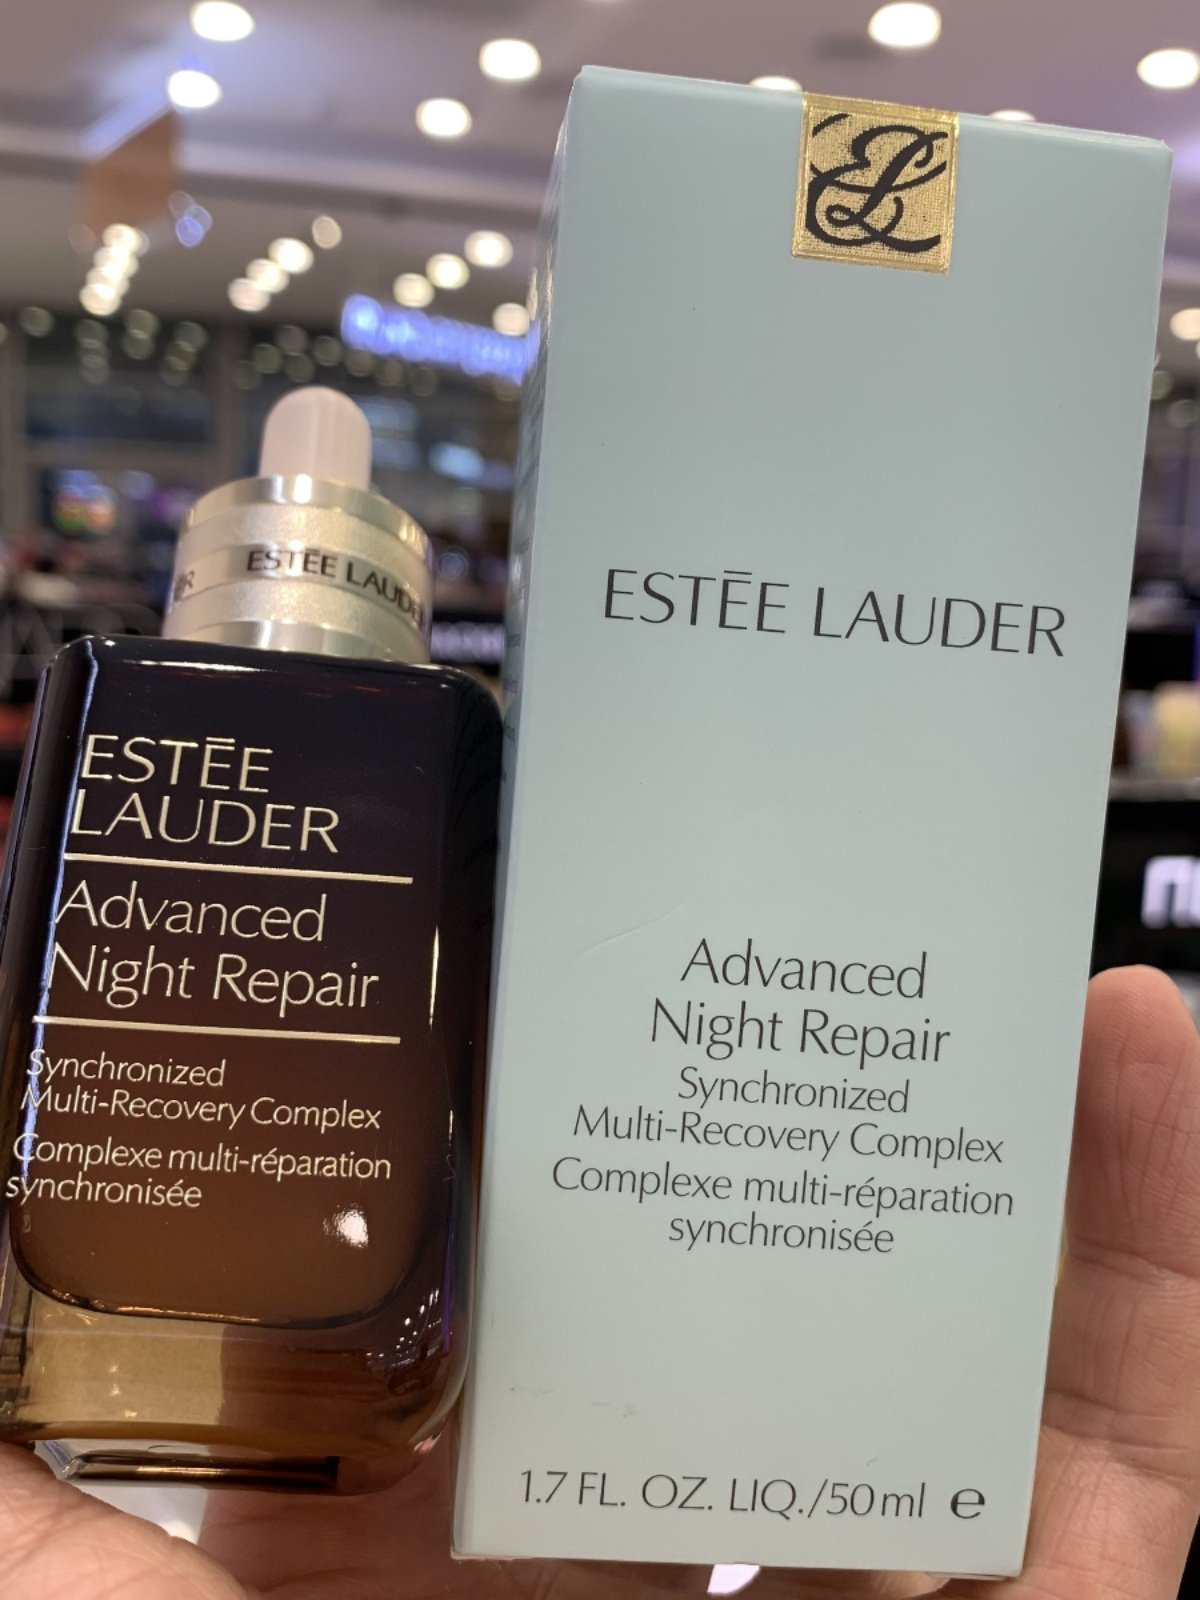 ESTĒE LAUDER
ESTĒE
LAUDER
Advanced
Night Repair
Synchronized
Multi-Recovery Complex
Complexe multi-réparation
synchronisée
EL
ESTĒE LAUDER
Advanced
Night Repair
Synchronized
Multi-Recovery Complex
Complexe multi-réparation
synchronisée
1.7 FL. OZ. LIQ./50ml e